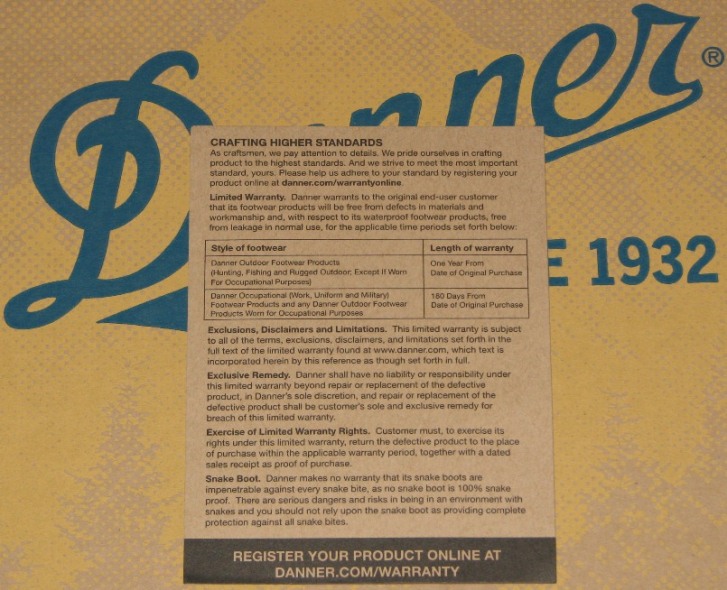 Danner®
E 1932
CRAFTING HIGHER STANDARDS
As craftsmen, we pay attention to details. We pride ourselves in crafting
product to the highest standards. And we strive to meet the most important
standard, yours. Please help us adhere to your standard by registering your
product online at danner.com/warrantyonline.
Limited Warranty. Danner warrants to the original end-user customer
that its footwear products will be free from defects in materials and
workmanship and, with respect to its waterproof footwear products, free
from leakage in normal use, for the applicable time periods set forth below:
Style of footwear Length of warranty
Danner Outdoor Footwear Products One Year From
(Hunting, Fishing and Rugged Outdoor, Except If Worn Date of Original Purchase
For Occupational Purposes)
Danner Occupational (Work, Uniform and Military) 180 Days From
Footwear Products and any Danner Outdoor Footwear Date of Original Purchase
Products Worn for Occupational Purposes
Exclusions, Disclaimers and Limitations. This limited warranty is subject
to all of the terms, exclusions, disclaimers, and limitations set forth in the
full text of the limited warranty found at www.danner.com, which text is
incorporated herein by this reference as though set forth in full.
Exclusive Remedy. Danner shall have no liability or responsibility under
this limited warranty beyond repair or replacement of the defective
product, in Danner's sole discretion, and repair or replacement of the
defective product shall be customer's sole and exclusive remedy for
breach of this limited warranty.
Exercise of Limited Warranty Rights. Customer must, to exercise its
rights under this limited warranty, return the defective product to the place
of purchase within the applicable warranty period, together with a dated
sales receipt as proof of purchase.
Snake Boot. Danner makes no warranty that its snake boots are
impenetrable against every snake bite, as no snake boot is 100% snake
proof. There are serious dangers and risks in being in an environment with
snakes and you should not rely upon the snake boot as providing complete
protection against all snake bites.
REGISTER YOUR PRODUCT ONLINE AT
DANNER.COM/WARRANTY